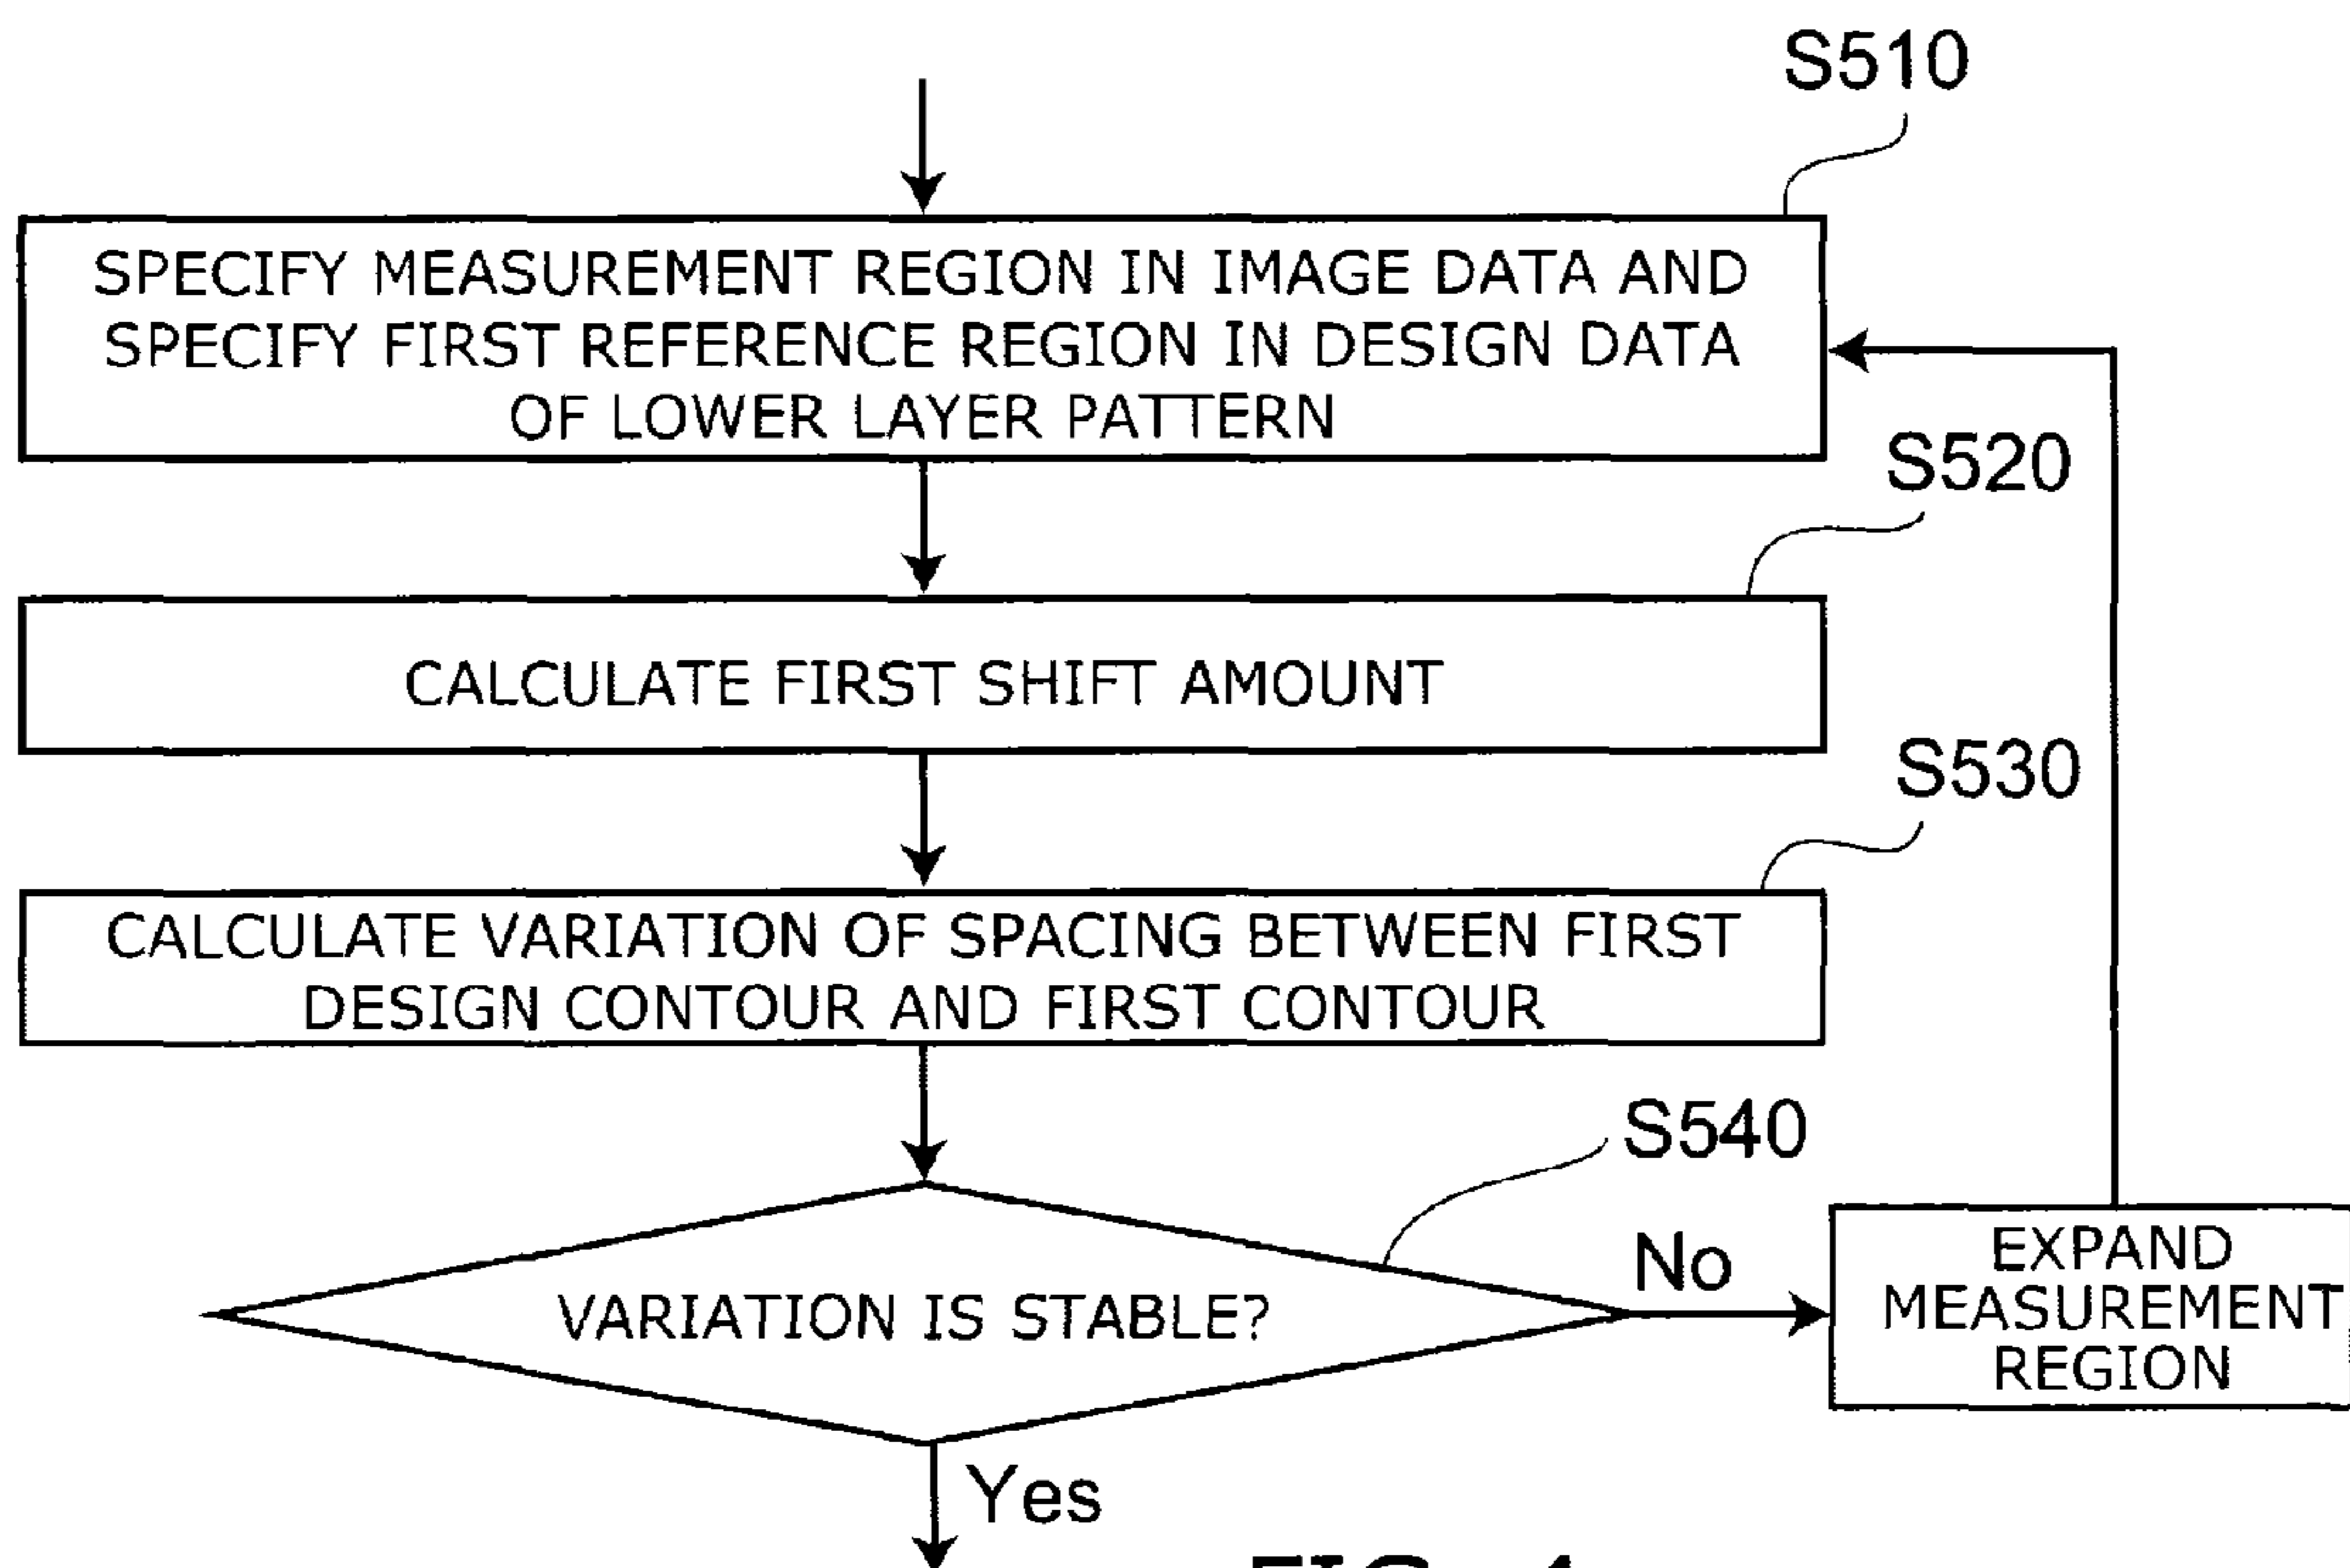 S510
SPECIFY MEASUREMENT REGION IN IMAGE DATA AND
SPECIFY FIRST REFERENCE REGION IN DESIGN DATA
OF LOWER LAYER PATTERN
S520
CALCULATE FIRST SHIFT AMOUNT
S530
CALCULATE VARIATION OF SPACING BETWEEN FIRST
DESIGN CONTOUR AND FIRST CONTOUR
S540
VARIATION IS STABLE?
No
EXPAND
MEASUREMENT
REGION
Yes